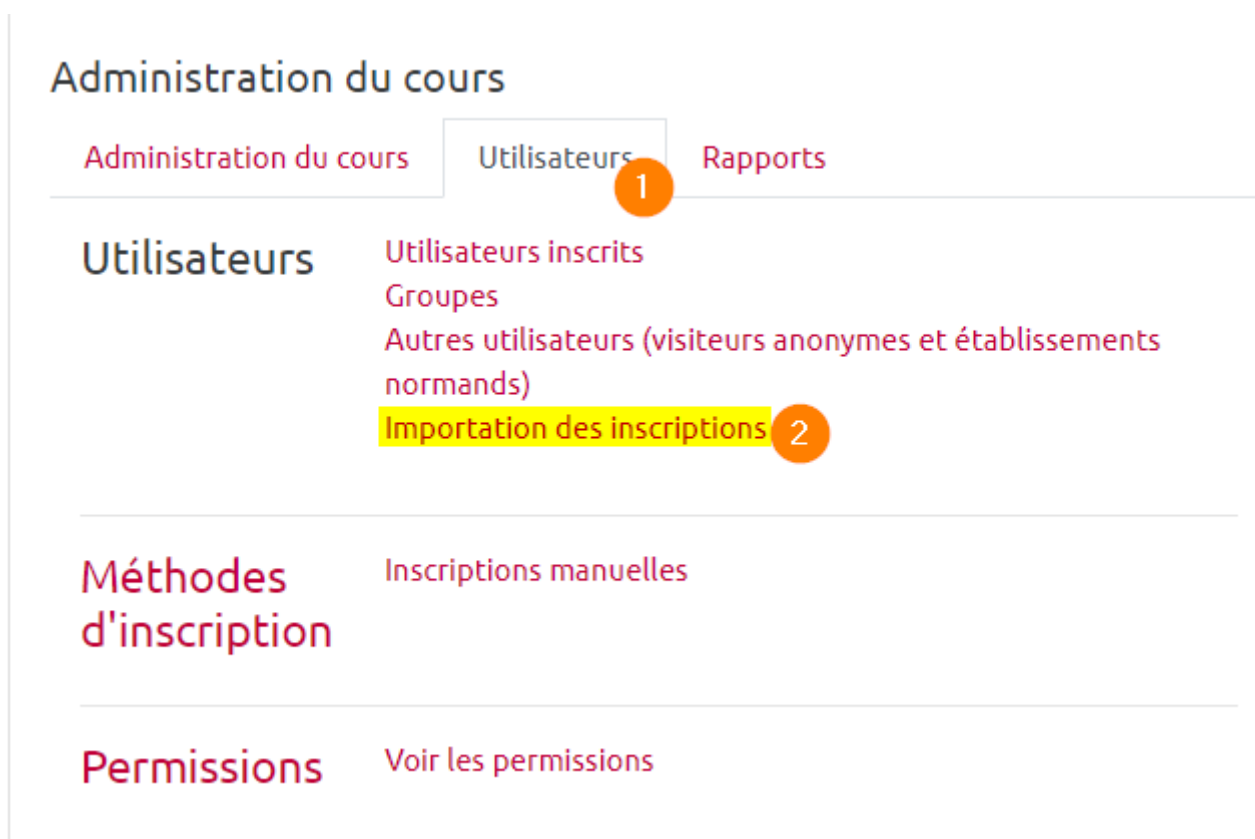 Administration du cours
Administration du cours Utilisateurs Rapports
1
Utilisateurs
Utilisateurs inscrits
Groupes
Autres utilisateurs (visiteurs anonymes et établissements
normands)
Importation des inscriptions 2
Méthodes
d'inscription
Inscriptions manuelles
Permissions
Voir les permissions